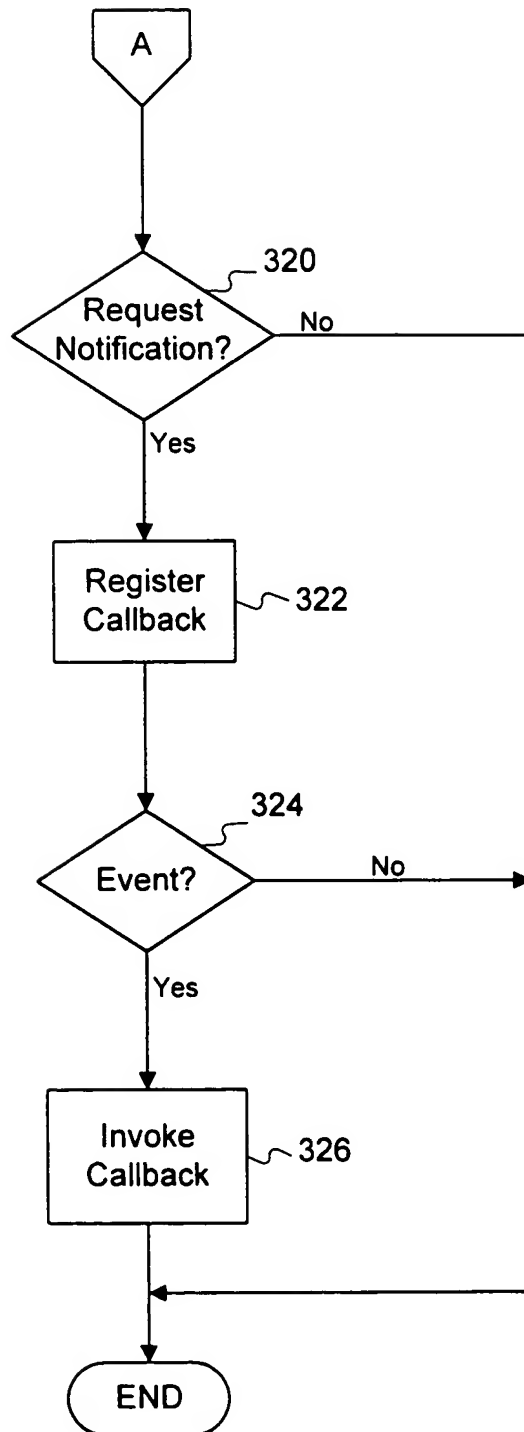 A
320
Request
Notification?
No
Yes
Register
Callback
322
324
Event?
No
Yes
Invoke
Callback
326
END